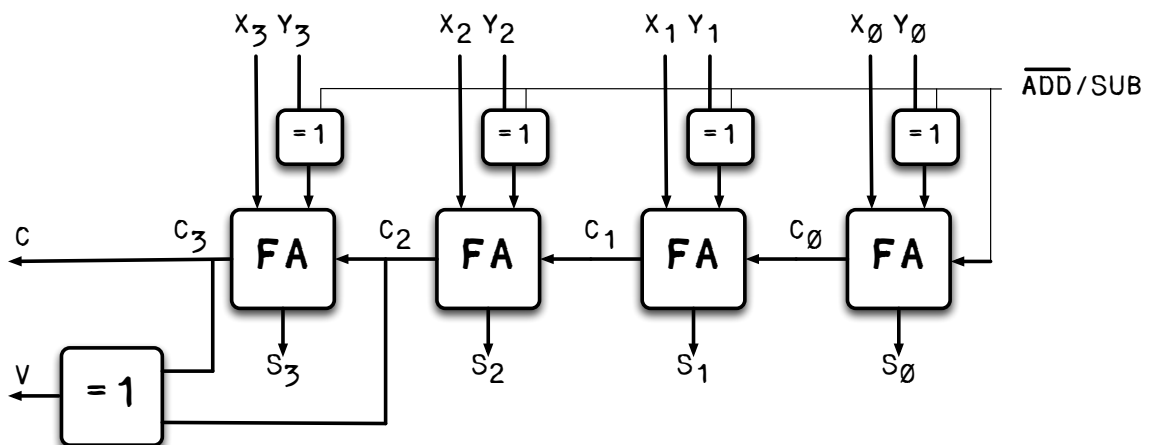 X3 Y3 X2 Y2 X1 Y1 XØ YØ
ADD/SUB
=1 =1 =1 =1
C C3 FA C2 FA C1 FA CØ FA
V =1 S3 S2 S1 SØ